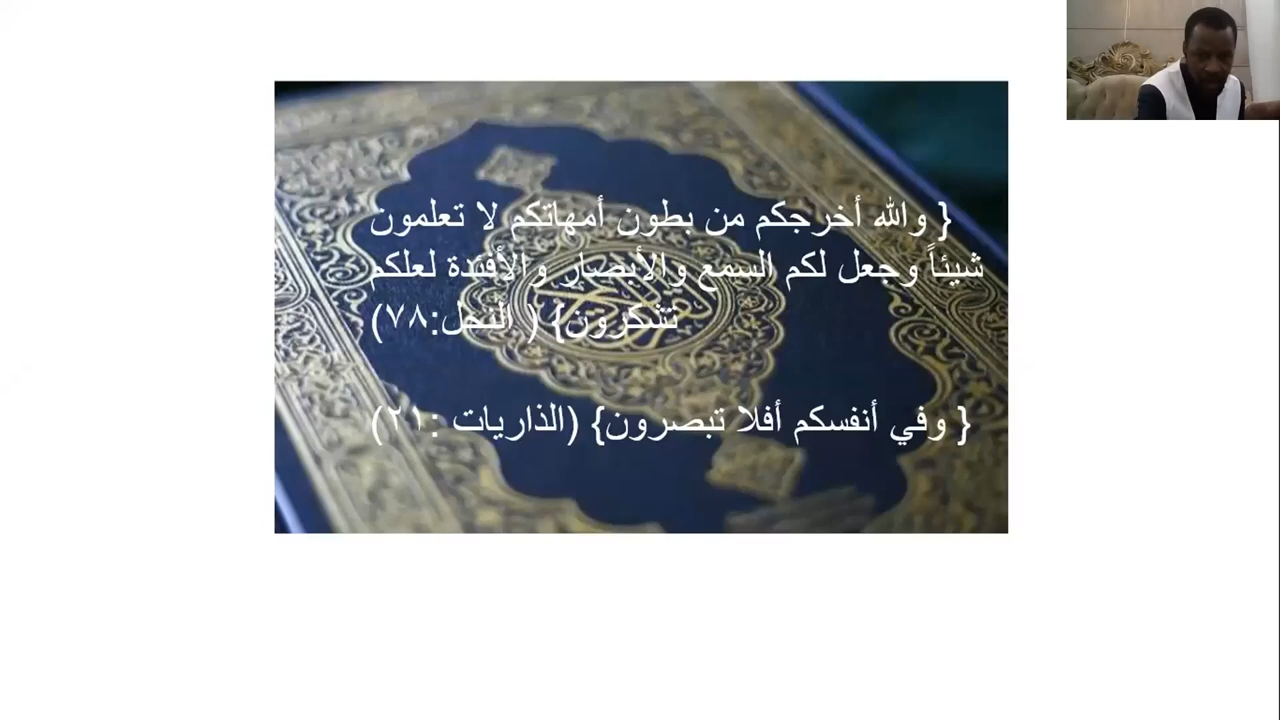 { والله أخرجكم من بطون أمهاتكم لا تعلمون
شيئاً وجعل لكم السمع والأبصار والأفئدة لعلكم
تشكرون} ( النحل:٧٨)
{ وفي أنفسكم أفلا تبصرون} (الذاريات :٢١)